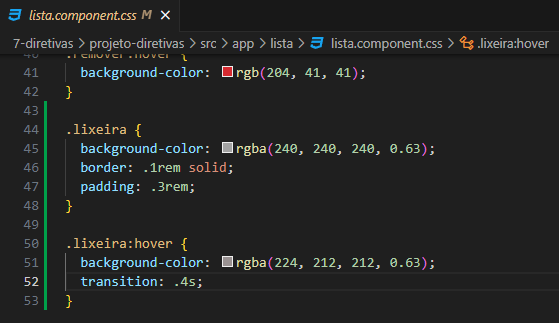 lista.component.css M ×
7-diretivas > projeto-diretivas > src > app > lista > lista.component.css > .lixeira:hover
40 .remover:hover {
41 background-color: rgb(204, 41, 41);
42 }
43
44 .lixeira {
45 background-color: rgba(240, 240, 240, 0.63);
46 border: .1rem solid;
47 padding: .3rem;
48 }
49
50 .lixeira:hover {
51 background-color: rgba(224, 212, 212, 0.63);
52 transition: .4s;
53 }